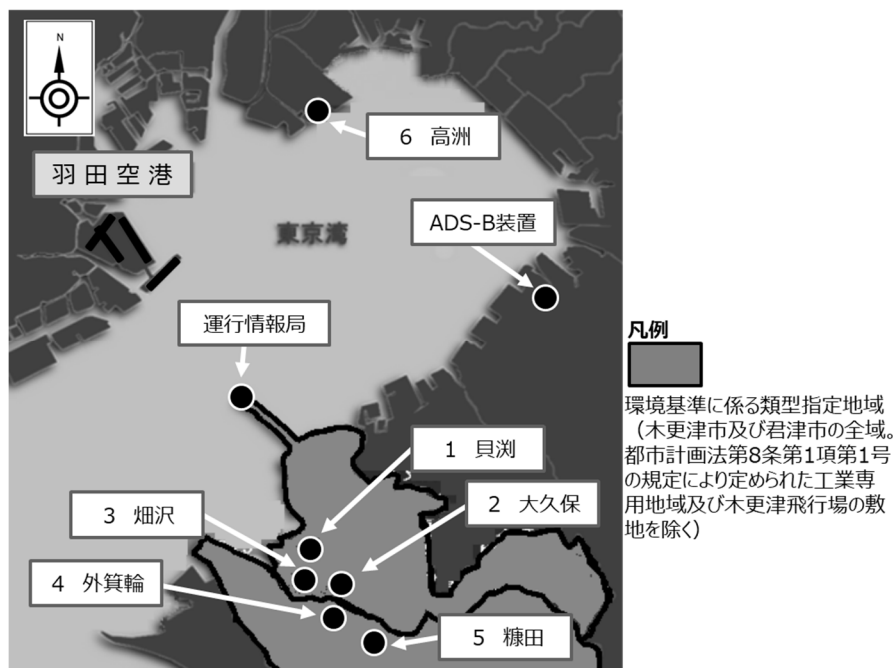 N
6 高洲
羽田空港
ADS-B装置
東京湾
運行情報局
凡例
環境基準に係る類型指定地域
（木更津市及び君津市の全域。
都市計画法第8条第1項第1号
の規定により定められた工業専
用地域及び木更津飛行場の敷
地を除く）
1 貝渕
2 大久保
3 畑沢
4 外箕輪
5 糠田